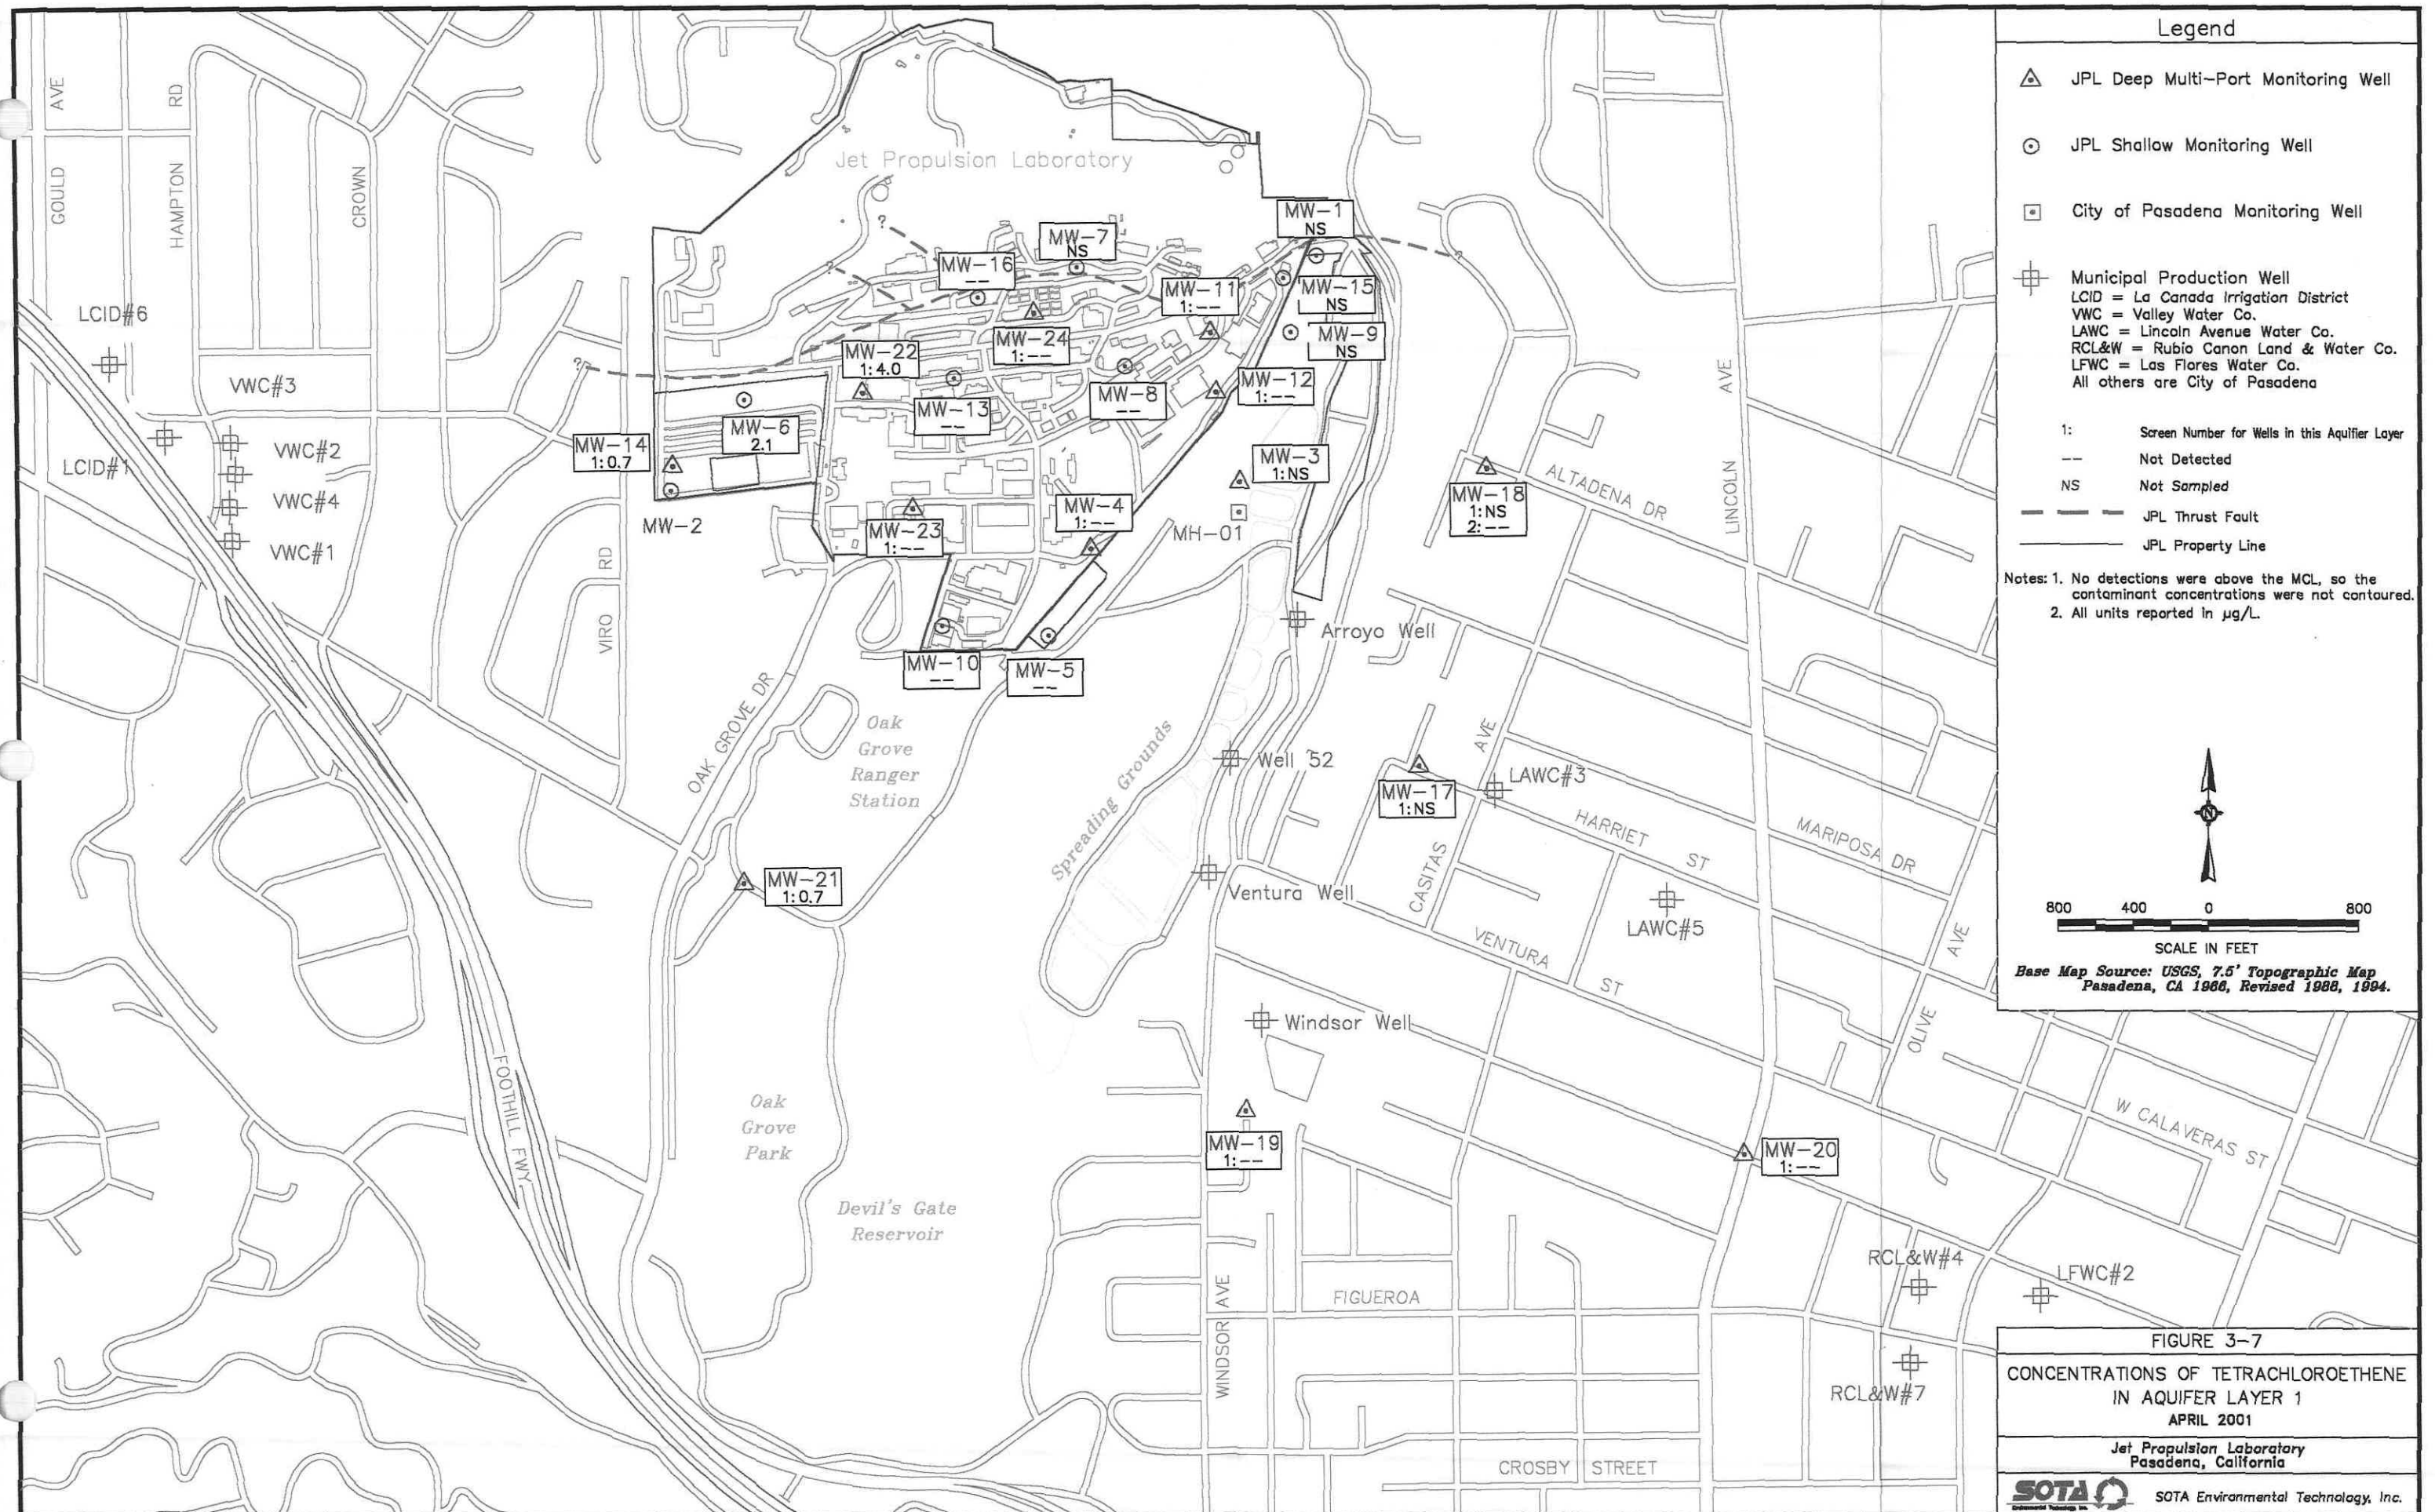 Legend
JPL Deep Multi-Port Monitoring Well
JPL Shallow Monitoring Well
City of Pasadena Monitoring Well
Municipal Production Well
LCID = La Canada Irrigation District
VWC = Valley Water Co.
LAWC = Lincoln Avenue Water Co.
RCL&W = Rubio Canon Land & Water Co.
LFWC = Las Flores Water Co.
All others are City of Pasadena
1: Screen Number for Wells in this Aquifier Layer
-- Not Detected
NS Not Sampled
JPL Thrust Fault
JPL Property Line
Notes: 1. No detections were above the MCL, so the
contaminant concentrations were not contoured.
2. All units reported in µg/L.
N
800 400 0 800
SCALE IN FEET
Base Map Source: USGS, 7.5' Topographic Map
Pasadena, CA 1966, Revised 1988, 1994.
FIGURE 3-7
CONCENTRATIONS OF TETRACHLOROETHENE
IN AQUIFER LAYER 1
APRIL 2001
Jet Propulsion Laboratory
Pasadena, California
SOTA
SOTA Environmental Technology, Inc.
GOULD AVE
HAMPTON RD
CROWN
Jet Propulsion Laboratory
?
?
?
?
MW-1
NS
MW-7
NS
MW-16
--
MW-11
1:--
MW-15
NS
MW-9
NS
MW-24
1:--
MW-22
1:4.0
MW-12
1:--
MW-8
--
MW-13
--
MW-6
2.1
MW-14
1:0.7
MW-3
1:NS
MW-4
1:--
MW-18
1:NS
2:--
MW-23
1:--
MW-2
MH-01
MW-10
--
MW-5
--
LCID#6
VWC#3
LCID#1
VWC#2
VWC#4
VWC#1
VIRO RD
ALTADENA DR
LINCOLN AVE
Arroyo Well
OAK GROVE DR
Oak
Grove
Ranger
Station
Spreading Grounds
Well 52
MW-17
1:NS
LAWC#3
CASITAS AVE
HARRIET ST
MARIPOSA DR
MW-21
1:0.7
Ventura Well
LAWC#5
VENTURA ST
OLIVE AVE
Windsor Well
FOOTHILL FWY
Oak
Grove
Park
MW-19
1:--
MW-20
1:--
W CALAVERAS ST
Devil's Gate
Reservoir
WINDSOR AVE
FIGUEROA
RCL&W#4
LFWC#2
RCL&W#7
CROSBY STREET